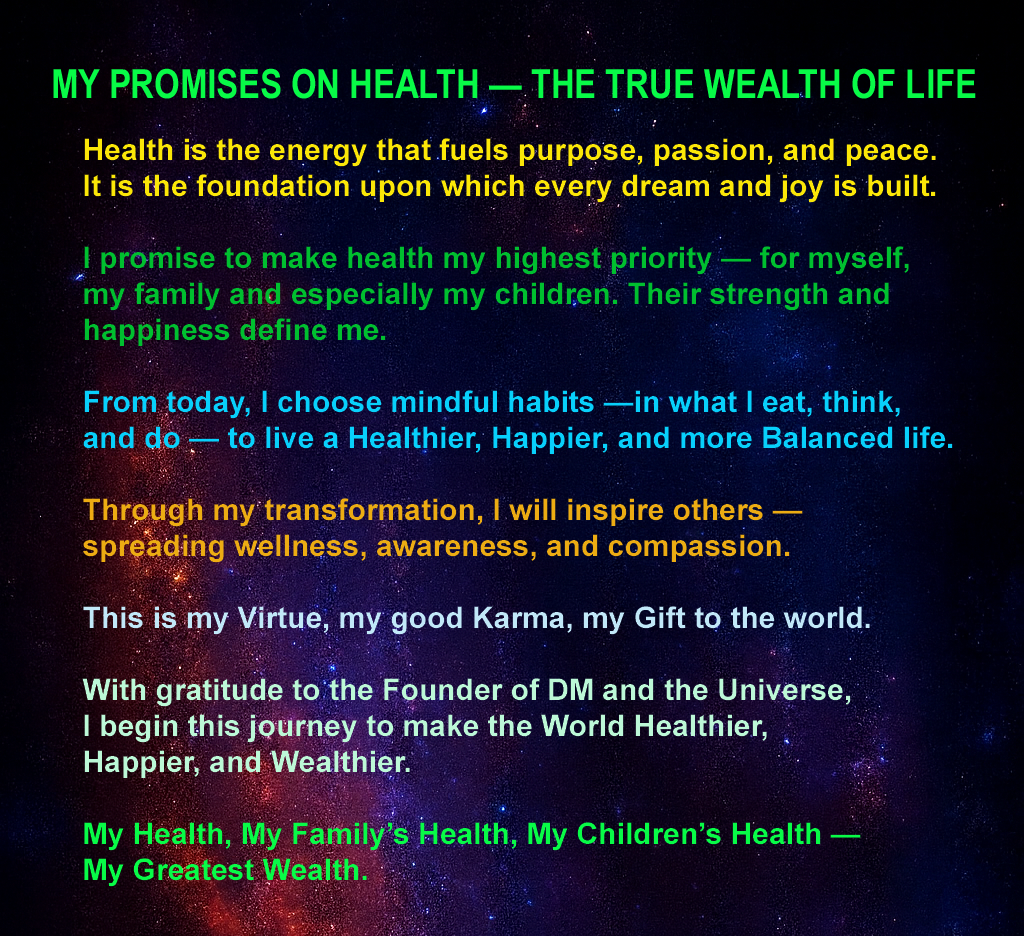 MY PROMISES ON HEALTH — THE TRUE WEALTH OF LIFE
Health is the energy that fuels purpose, passion, and peace.
It is the foundation upon which every dream and joy is built.
I promise to make health my highest priority — for myself,
my family and especially my children. Their strength and
happiness define me.
From today, I choose mindful habits —in what I eat, think,
and do — to live a Healthier, Happier, and more Balanced life.
Through my transformation, I will inspire others —
spreading wellness, awareness, and compassion.
This is my Virtue, my good Karma, my Gift to the world.
With gratitude to the Founder of DM and the Universe,
I begin this journey to make the World Healthier,
Happier, and Wealthier.
My Health, My Family’s Health, My Children’s Health —
My Greatest Wealth.